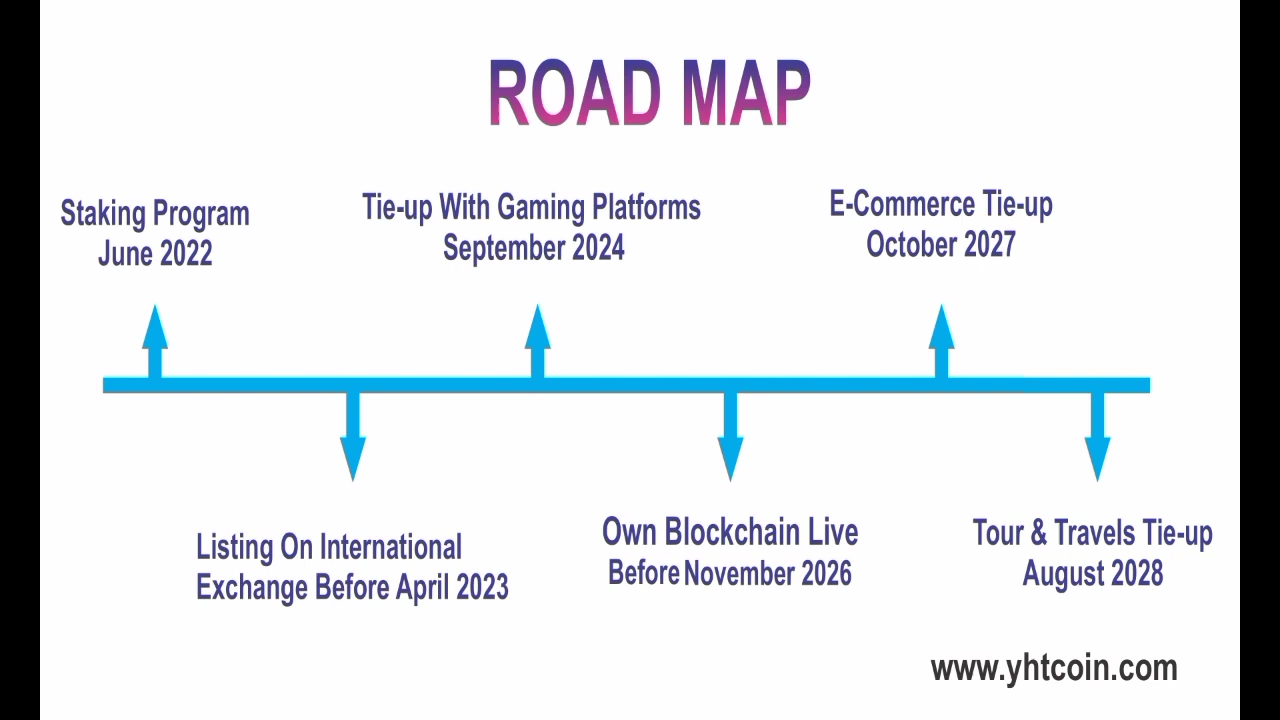 ROAD MAP
Staking Program
June 2022
Tie-up With Gaming Platforms
September 2024
E-Commerce Tie-up
October 2027
Listing On International
Exchange Before April 2023
Own Blockchain Live
Before November 2026
Tour & Travels Tie-up
August 2028
www.yhtcoin.com